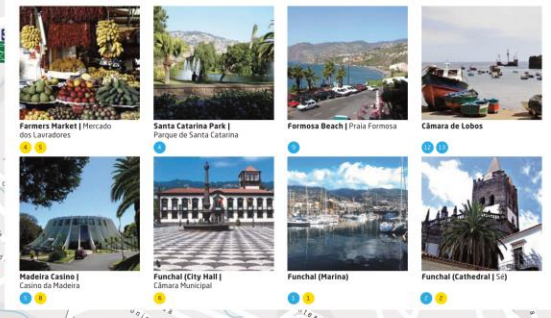 Farmers Market | Mercado
dos Lavradores
4 5
Santa Catarina Park |
Parque de Santa Catarina
4
Formosa Beach | Praia Formosa
9
Câmara de Lobos
12 13
Madeira Casino |
Casino da Madeira
5 8
Funchal (City Hall |
Câmara Municipal
6
Funchal (Marina)
1 1
Funchal (Cathedral | Sé)
2 2